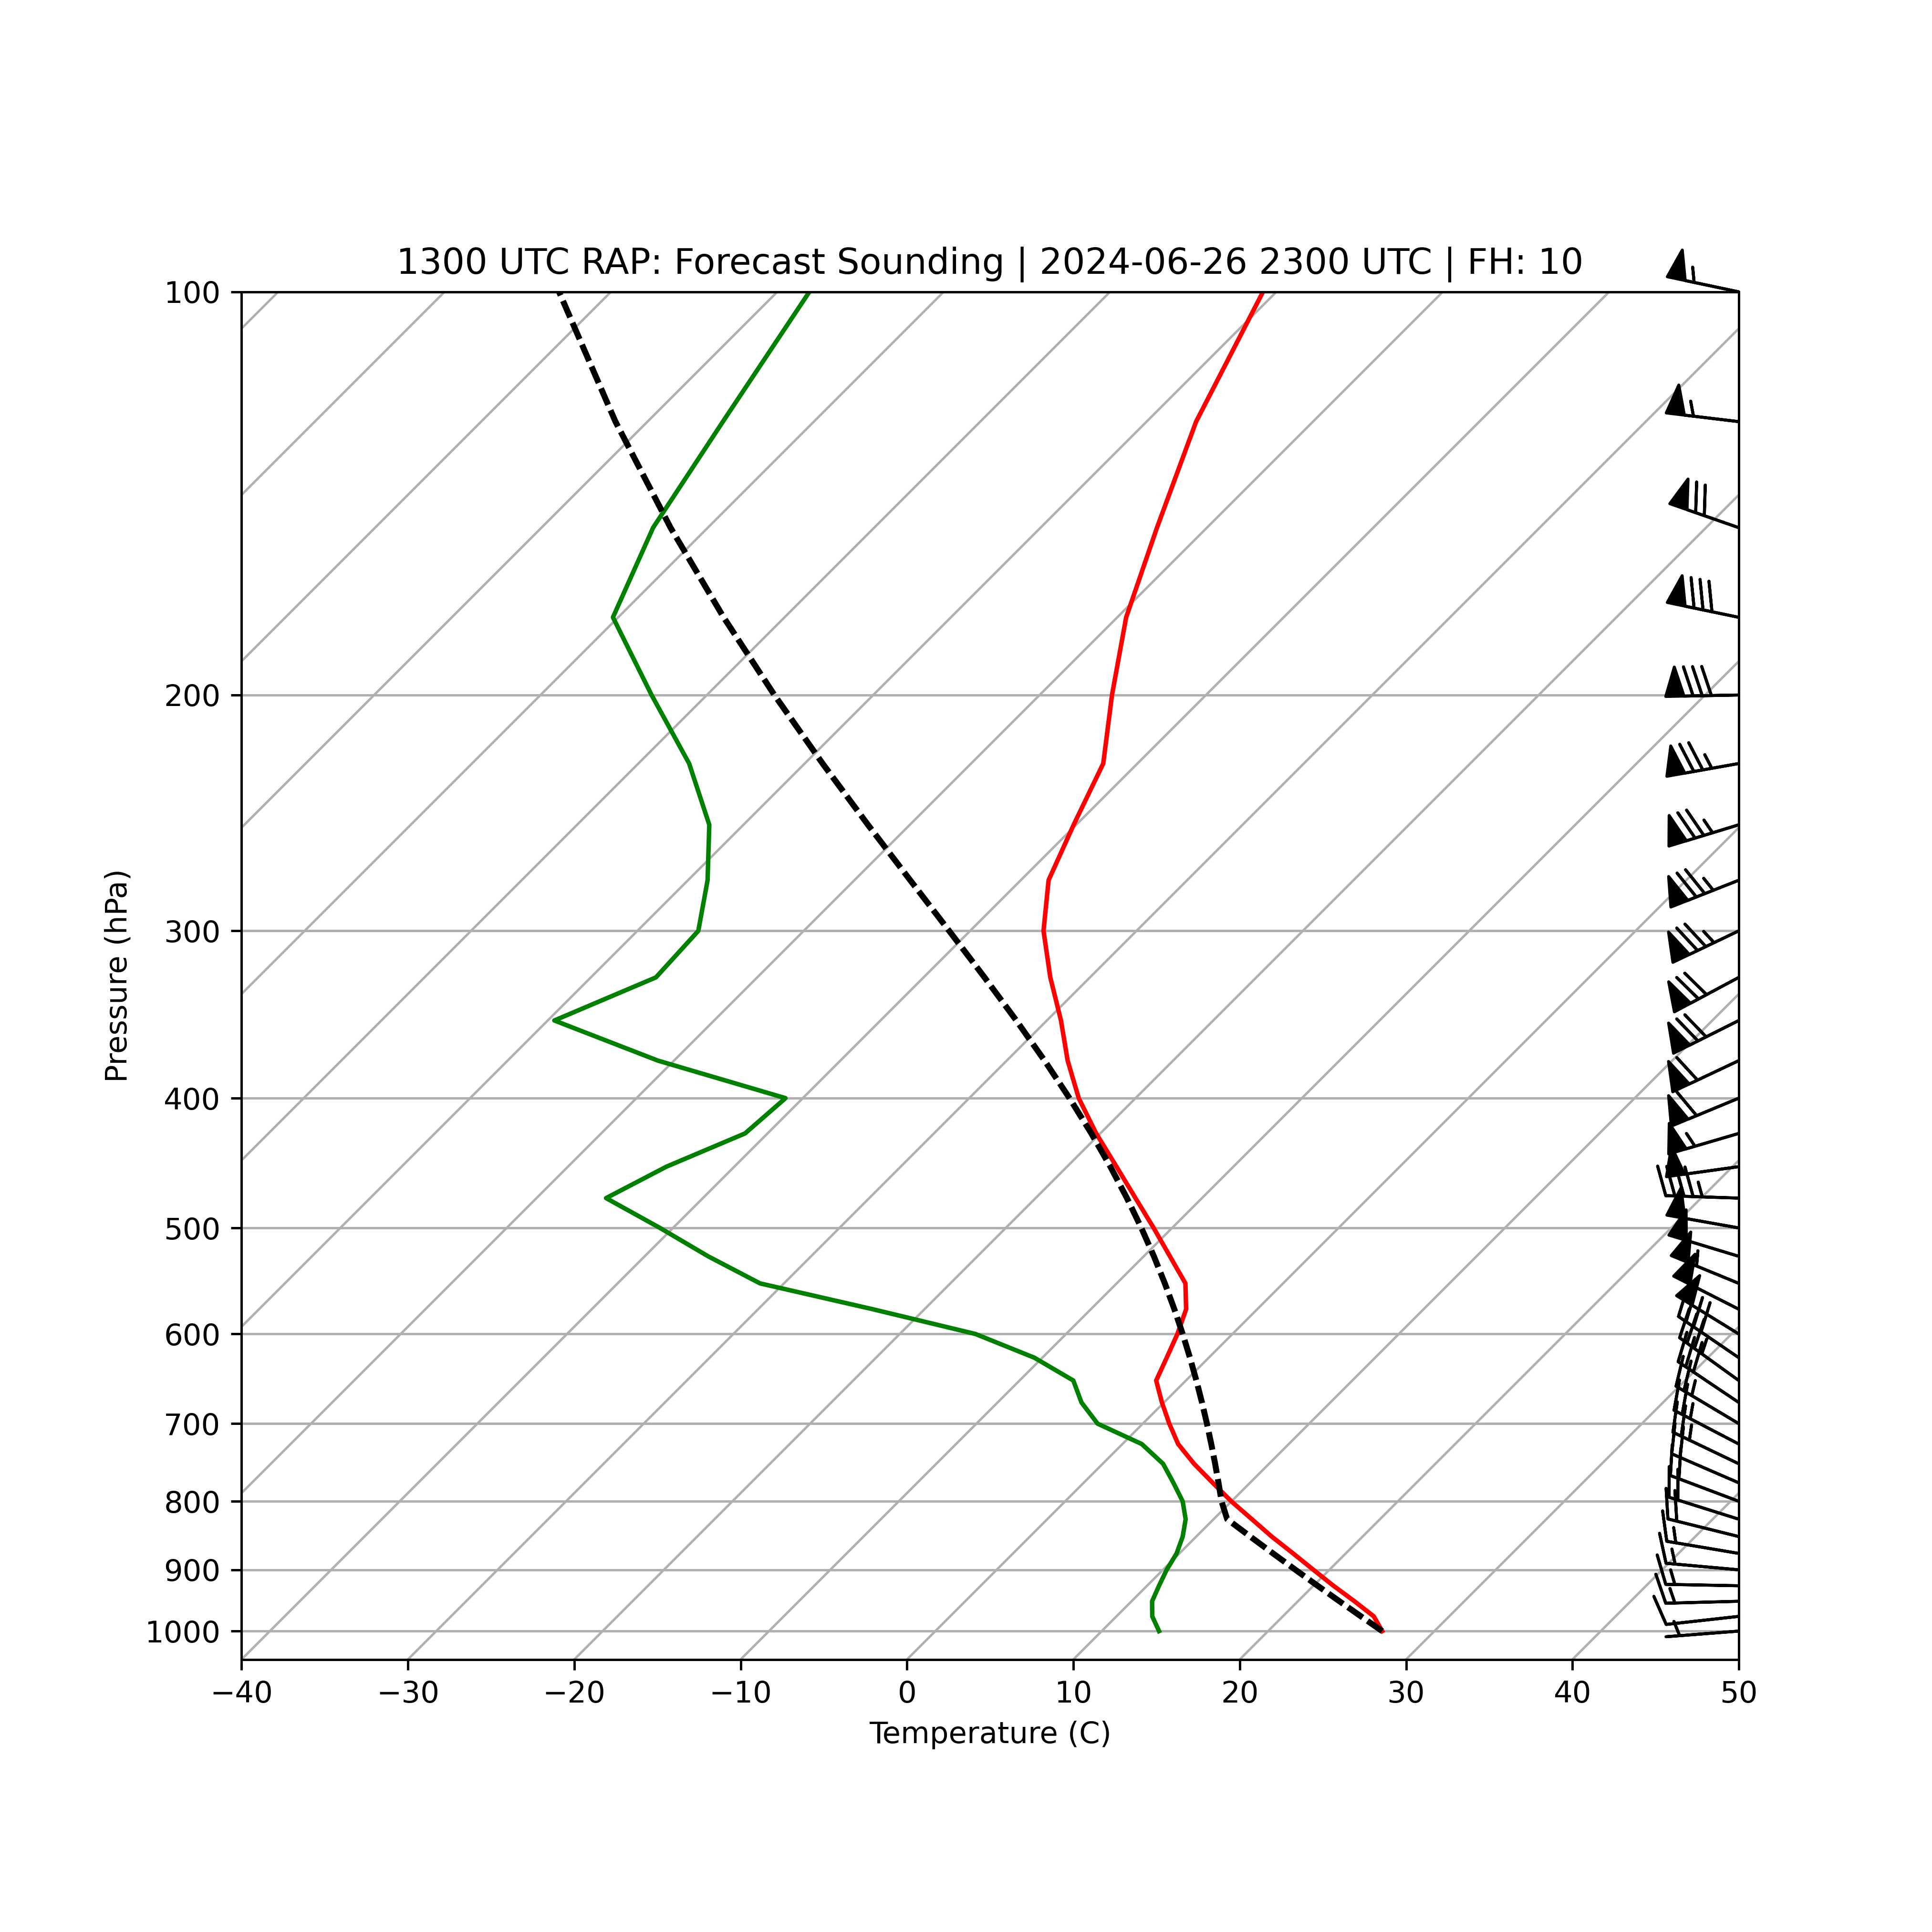 1300 UTC RAP: Forecast Sounding | 2024-06-26 2300 UTC | FH: 10
100
200
300
400
500
600
700
800
900
1000
Pressure (hPa)
−40 −30 −20 −10 0 10 20 30 40 50
Temperature (C)